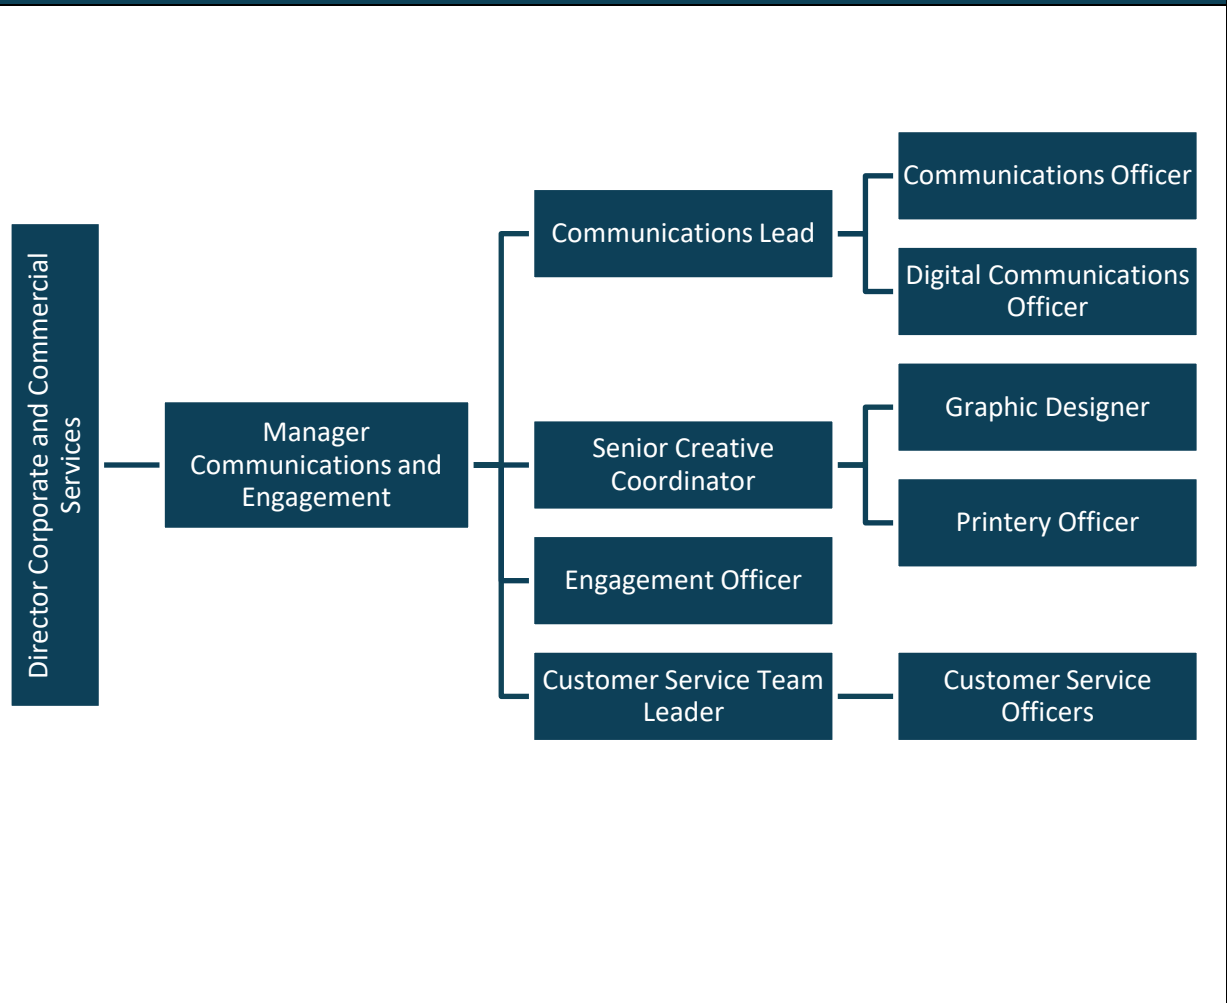 Director Corporate and Commercial
Services
Manager
Communications and
Engagement
Communications Lead
Communications Officer
Digital Communications
Officer
Senior Creative
Coordinator
Graphic Designer
Printery Officer
Engagement Officer
Customer Service Team
Leader
Customer Service
Officers